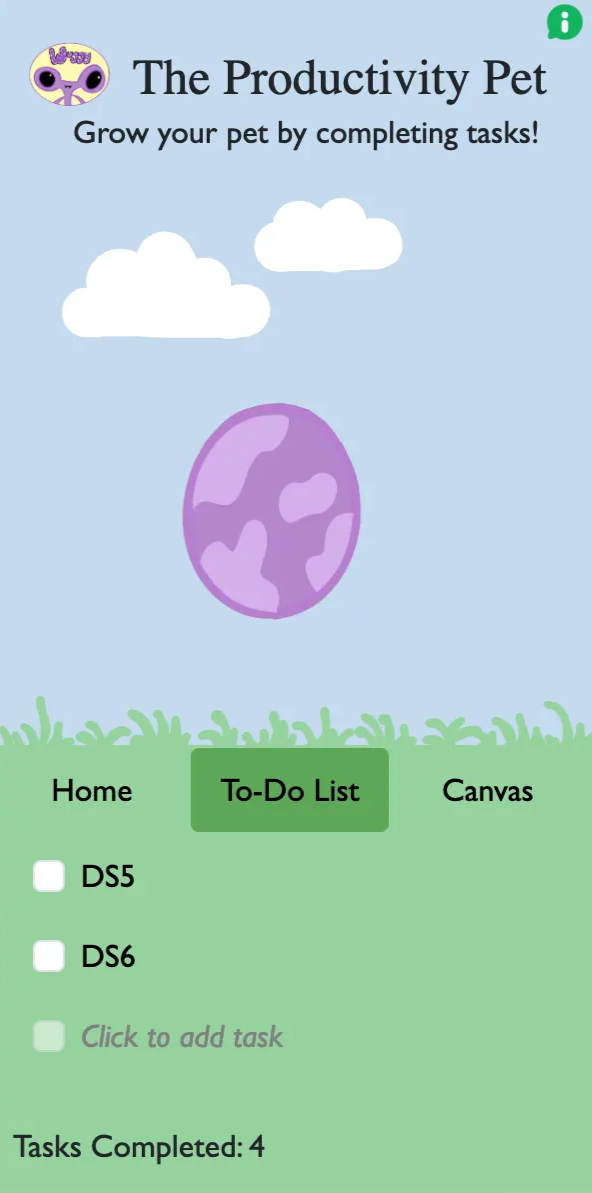 The Productivity Pet
Grow your pet by completing tasks!
Home To-Do List Canvas
DS5
DS6
Click to add task
Tasks Completed: 4